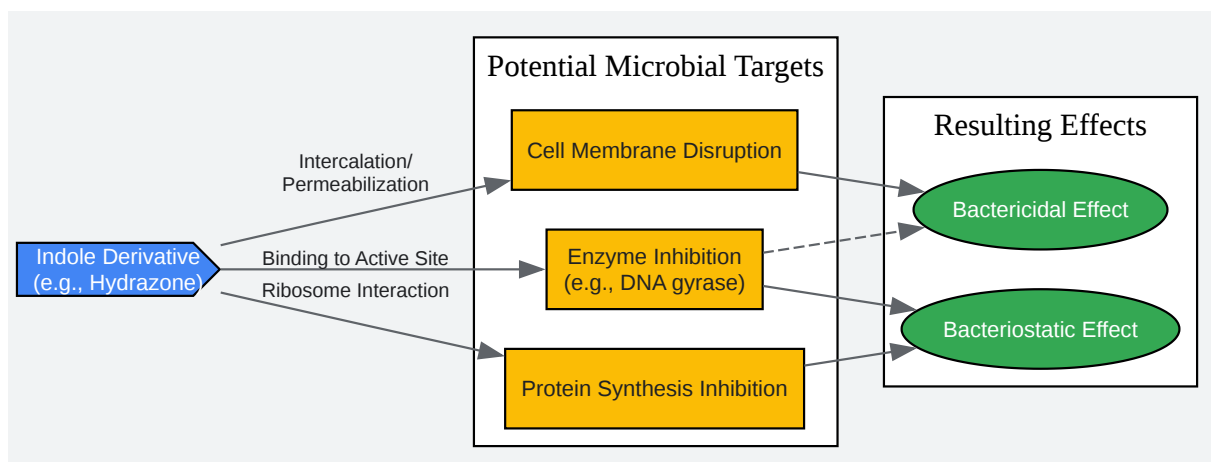 Potential Microbial Targets
Resulting Effects
Indole Derivative
(e.g., Hydrazone)
Intercalation/
Permeabilization
Binding to Active Site
Ribosome Interaction
Cell Membrane Disruption
Enzyme Inhibition
(e.g., DNA gyrase)
Protein Synthesis Inhibition
Bactericidal Effect
Bacteriostatic Effect